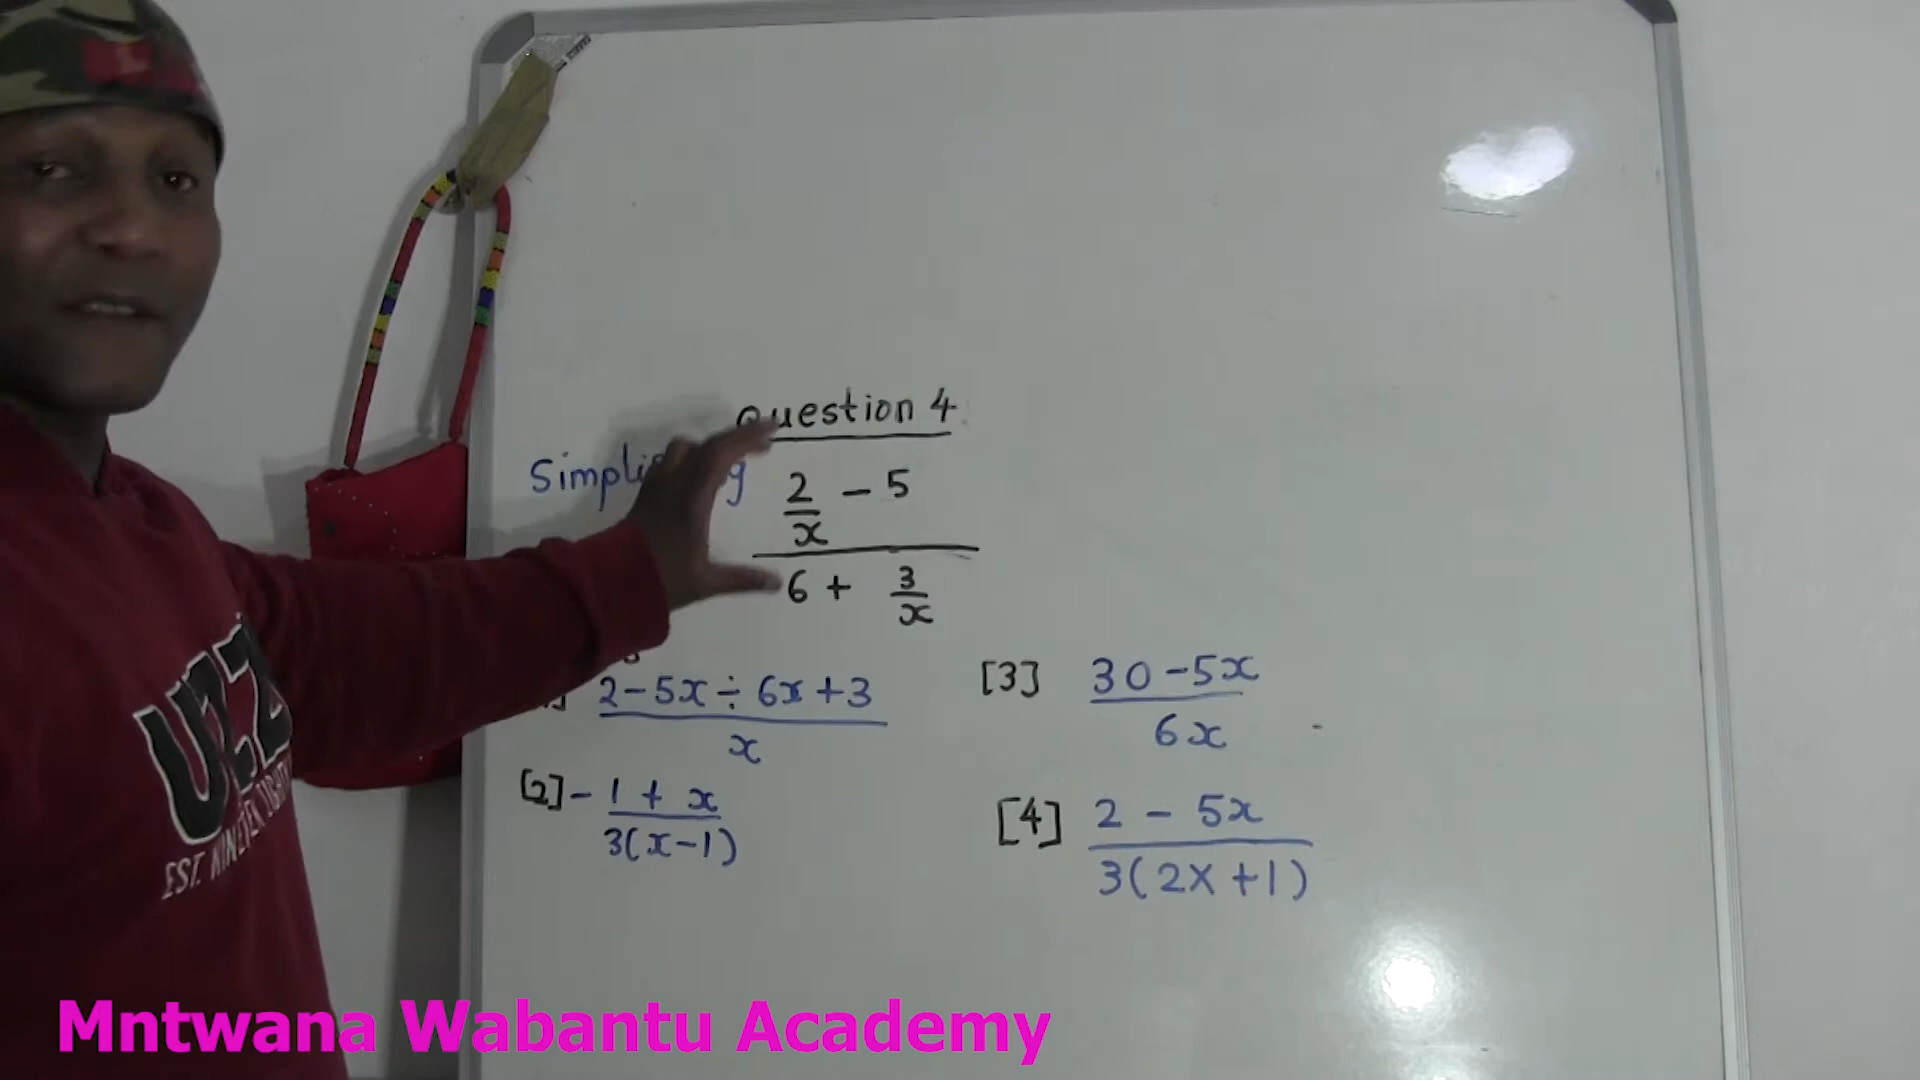 Question 4
2/x - 5
6 + 3/x
2-5x ÷ 6x+3
x
[2] - 1 + x
3(x-1)
[3] 30-5x
6x
[4] 2 - 5x
3(2x+1)
Mntwana Wabantu Academy